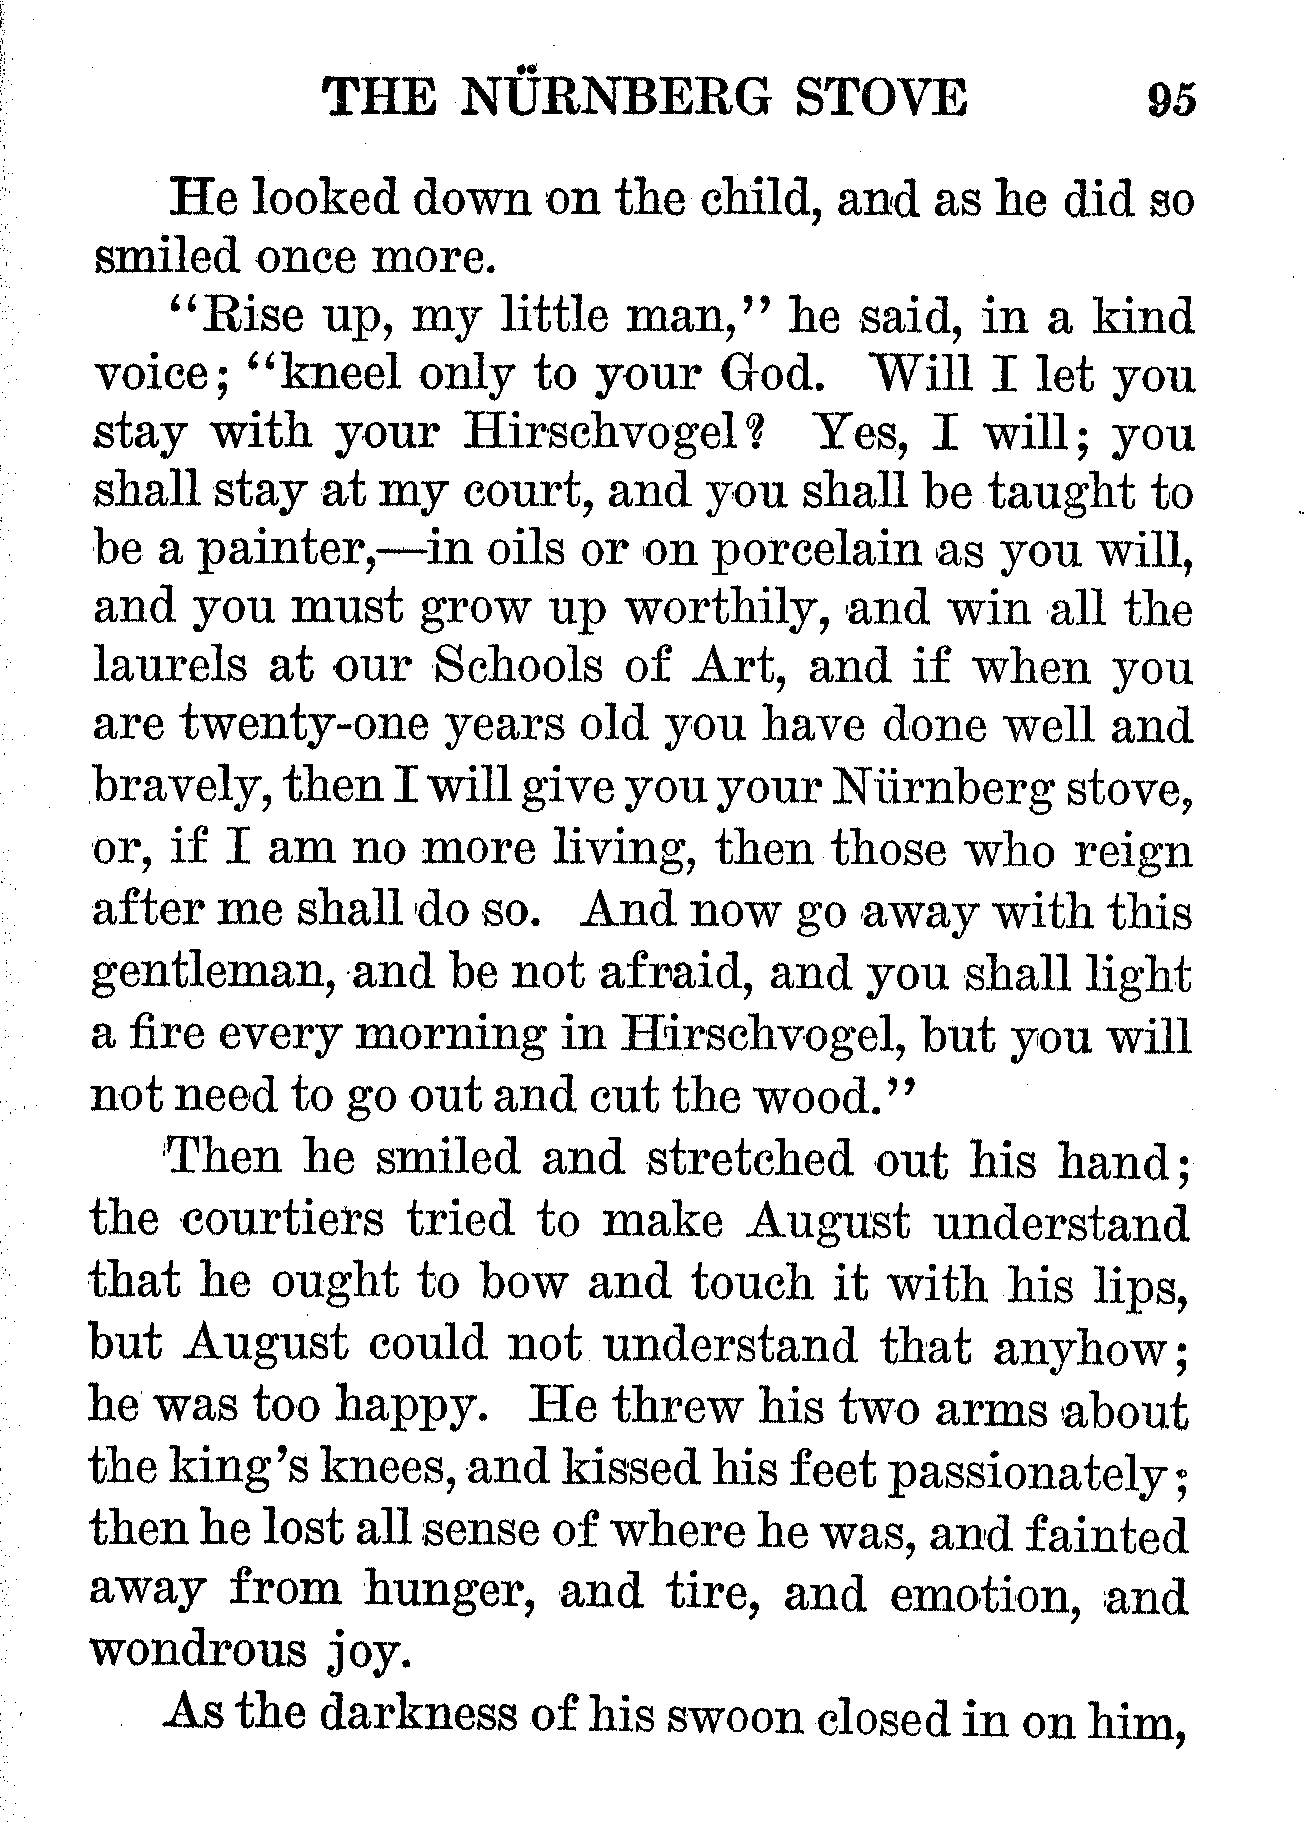 THE NÜRNBERG STOVE 95
He looked down on the child, and as he did so
smiled once more.
"Rise up, my little man," he said, in a kind
voice; "kneel only to your God. Will I let you
stay with your Hirschvogel? Yes, I will; you
shall stay at my court, and you shall be taught to
be a painter,—in oils or on porcelain as you will,
and you must grow up worthily, and win all the
laurels at our Schools of Art, and if when you
are twenty-one years old you have done well and
bravely, then I will give you your Nürnberg stove,
or, if I am no more living, then those who reign
after me shall do so. And now go away with this
gentleman, and be not afraid, and you shall light
a fire every morning in Hirschvogel, but you will
not need to go out and cut the wood."
Then he smiled and stretched out his hand;
the courtiers tried to make August understand
that he ought to bow and touch it with his lips,
but August could not understand that anyhow;
he was too happy. He threw his two arms about
the king's knees, and kissed his feet passionately;
then he lost all sense of where he was, and fainted
away from hunger, and tire, and emotion, and
wondrous joy.
As the darkness of his swoon closed in on him,